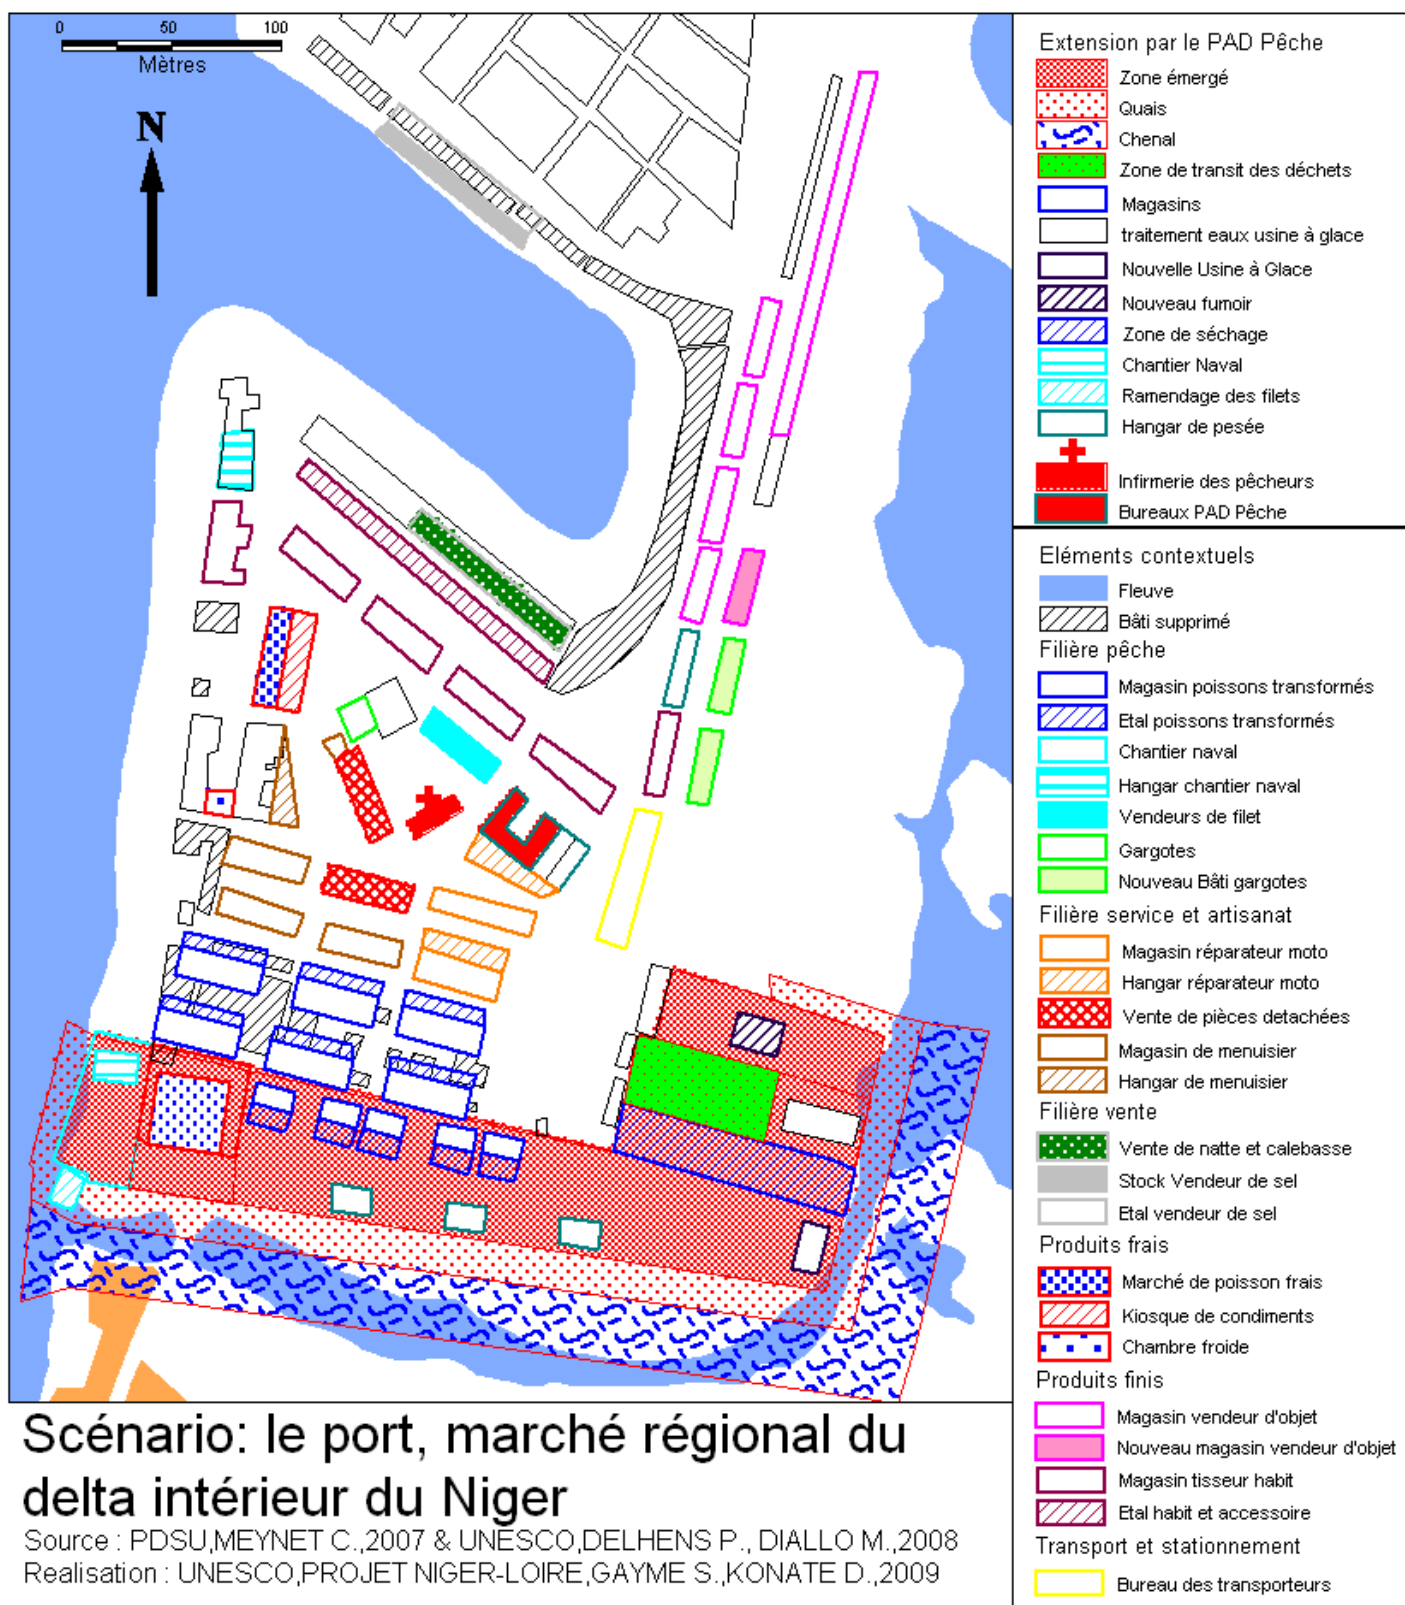 0 50 100
Mètres
N
Extension par le PAD Pêche
Zone émergé
Quais
Chenal
Zone de transit des déchets
Magasins
traitement eaux usine à glace
Nouvelle Usine à Glace
Nouveau fumoir
Zone de séchage
Chantier Naval
Ramendage des filets
Hangar de pesée
Infirmerie des pêcheurs
Bureaux PAD Pêche
Eléments contextuels
Fleuve
Bâti supprimé
Filière pêche
Magasin poissons transformés
Etal poissons transformés
Chantier naval
Hangar chantier naval
Vendeurs de filet
Gargotes
Nouveau Bâti gargotes
Filière service et artisanat
Magasin réparateur moto
Hangar réparateur moto
Vente de pièces detachées
Magasin de menuisier
Hangar de menuisier
Filière vente
Vente de natte et calebasse
Stock Vendeur de sel
Etal vendeur de sel
Produits frais
Marché de poisson frais
Kiosque de condiments
Chambre froide
Produits finis
Magasin vendeur d'objet
Nouveau magasin vendeur d'objet
Magasin tisseur habit
Etal habit et accessoire
Transport et stationnement
Bureau des transporteurs
Scénario: le port, marché régional du
delta intérieur du Niger
Source : PDSU,MEYNET C.,2007 & UNESCO,DELHENS P., DIALLO M.,2008
Realisation : UNESCO,PROJET NIGER-LOIRE,GAYME S.,KONATE D.,2009